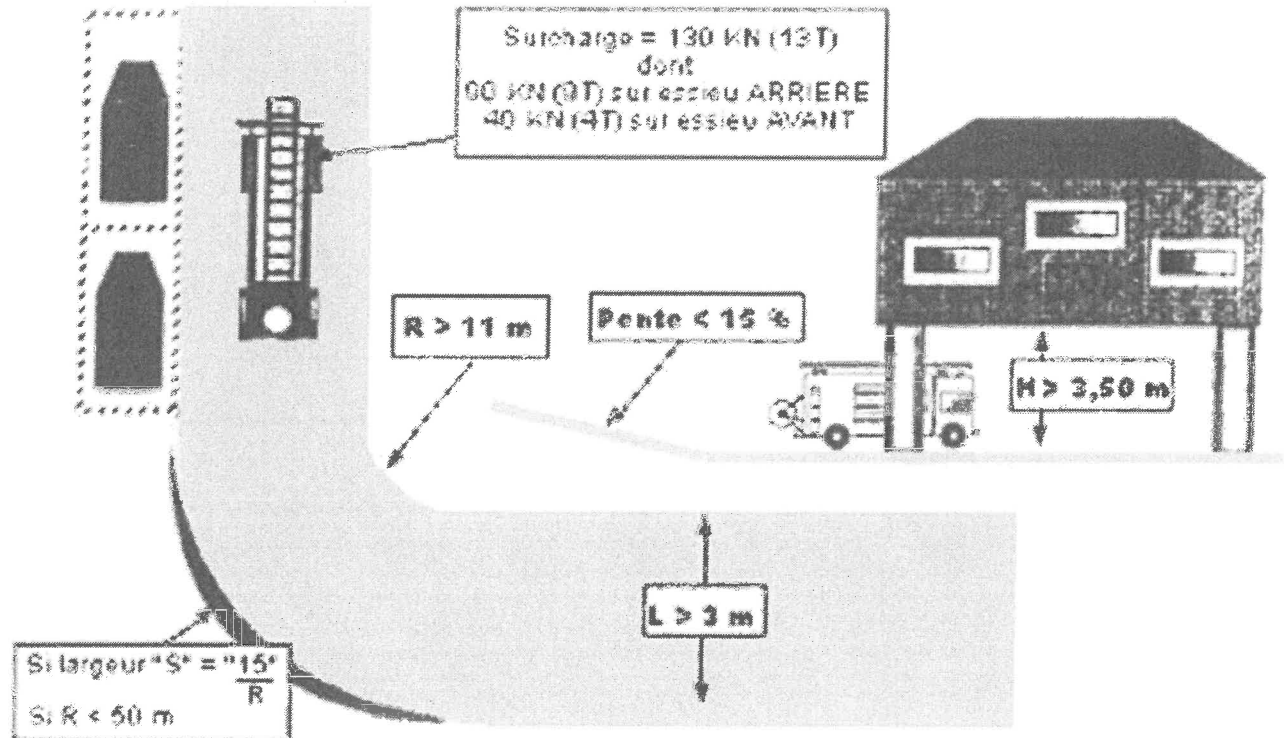 Surcharge = 130 KN (13T)
dont
90 KN (9T) sur essieu ARRIERE
40 KN (4T) sur essieu AVANT
R > 11 m
Pente < 15 %
H > 3,50 m
L > 3 m
Si largeur "S" = "15"
R
Si R < 50 m